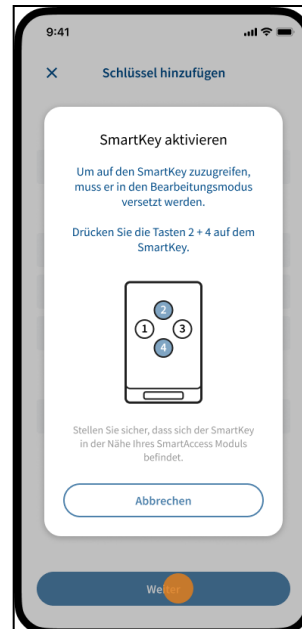 9:41
Schlüssel hinzufügen
SmartKey aktivieren
Um auf den SmartKey zuzugreifen,
muss er in den Bearbeitungsmodus
versetzt werden.
Drücken Sie die Tasten 2 + 4 auf dem
SmartKey.
2
1 3
4
Stellen Sie sicher, dass sich der SmartKey
in der Nähe Ihres SmartAccess Moduls
befindet.
Abbrechen
Weiter